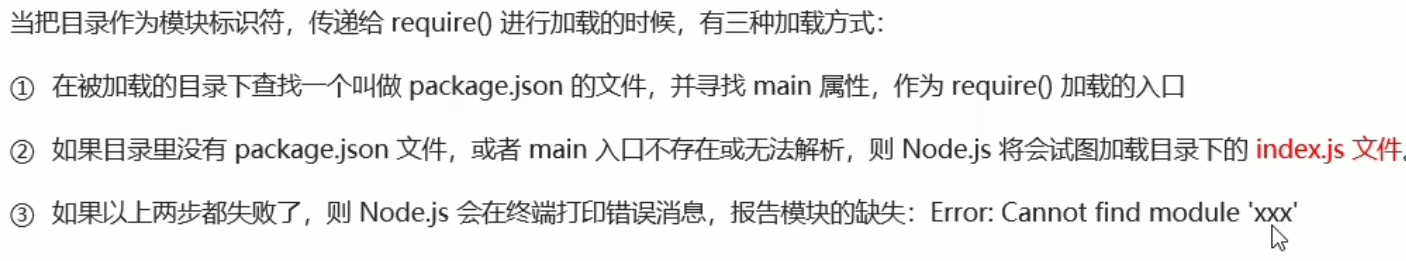 当把目录作为模块标识符，传递给 require() 进行加载的时候，有三种加载方式：
① 在被加载的目录下查找一个叫做 package.json 的文件，并寻找 main 属性，作为 require() 加载的入口
② 如果目录里没有 package.json 文件，或者 main 入口不存在或无法解析，则 Node.js 将会试图加载目录下的 index.js 文件。
③ 如果以上两步都失败了，则 Node.js 会在终端打印错误消息，报告模块的缺失：Error: Cannot find module 'xxx'